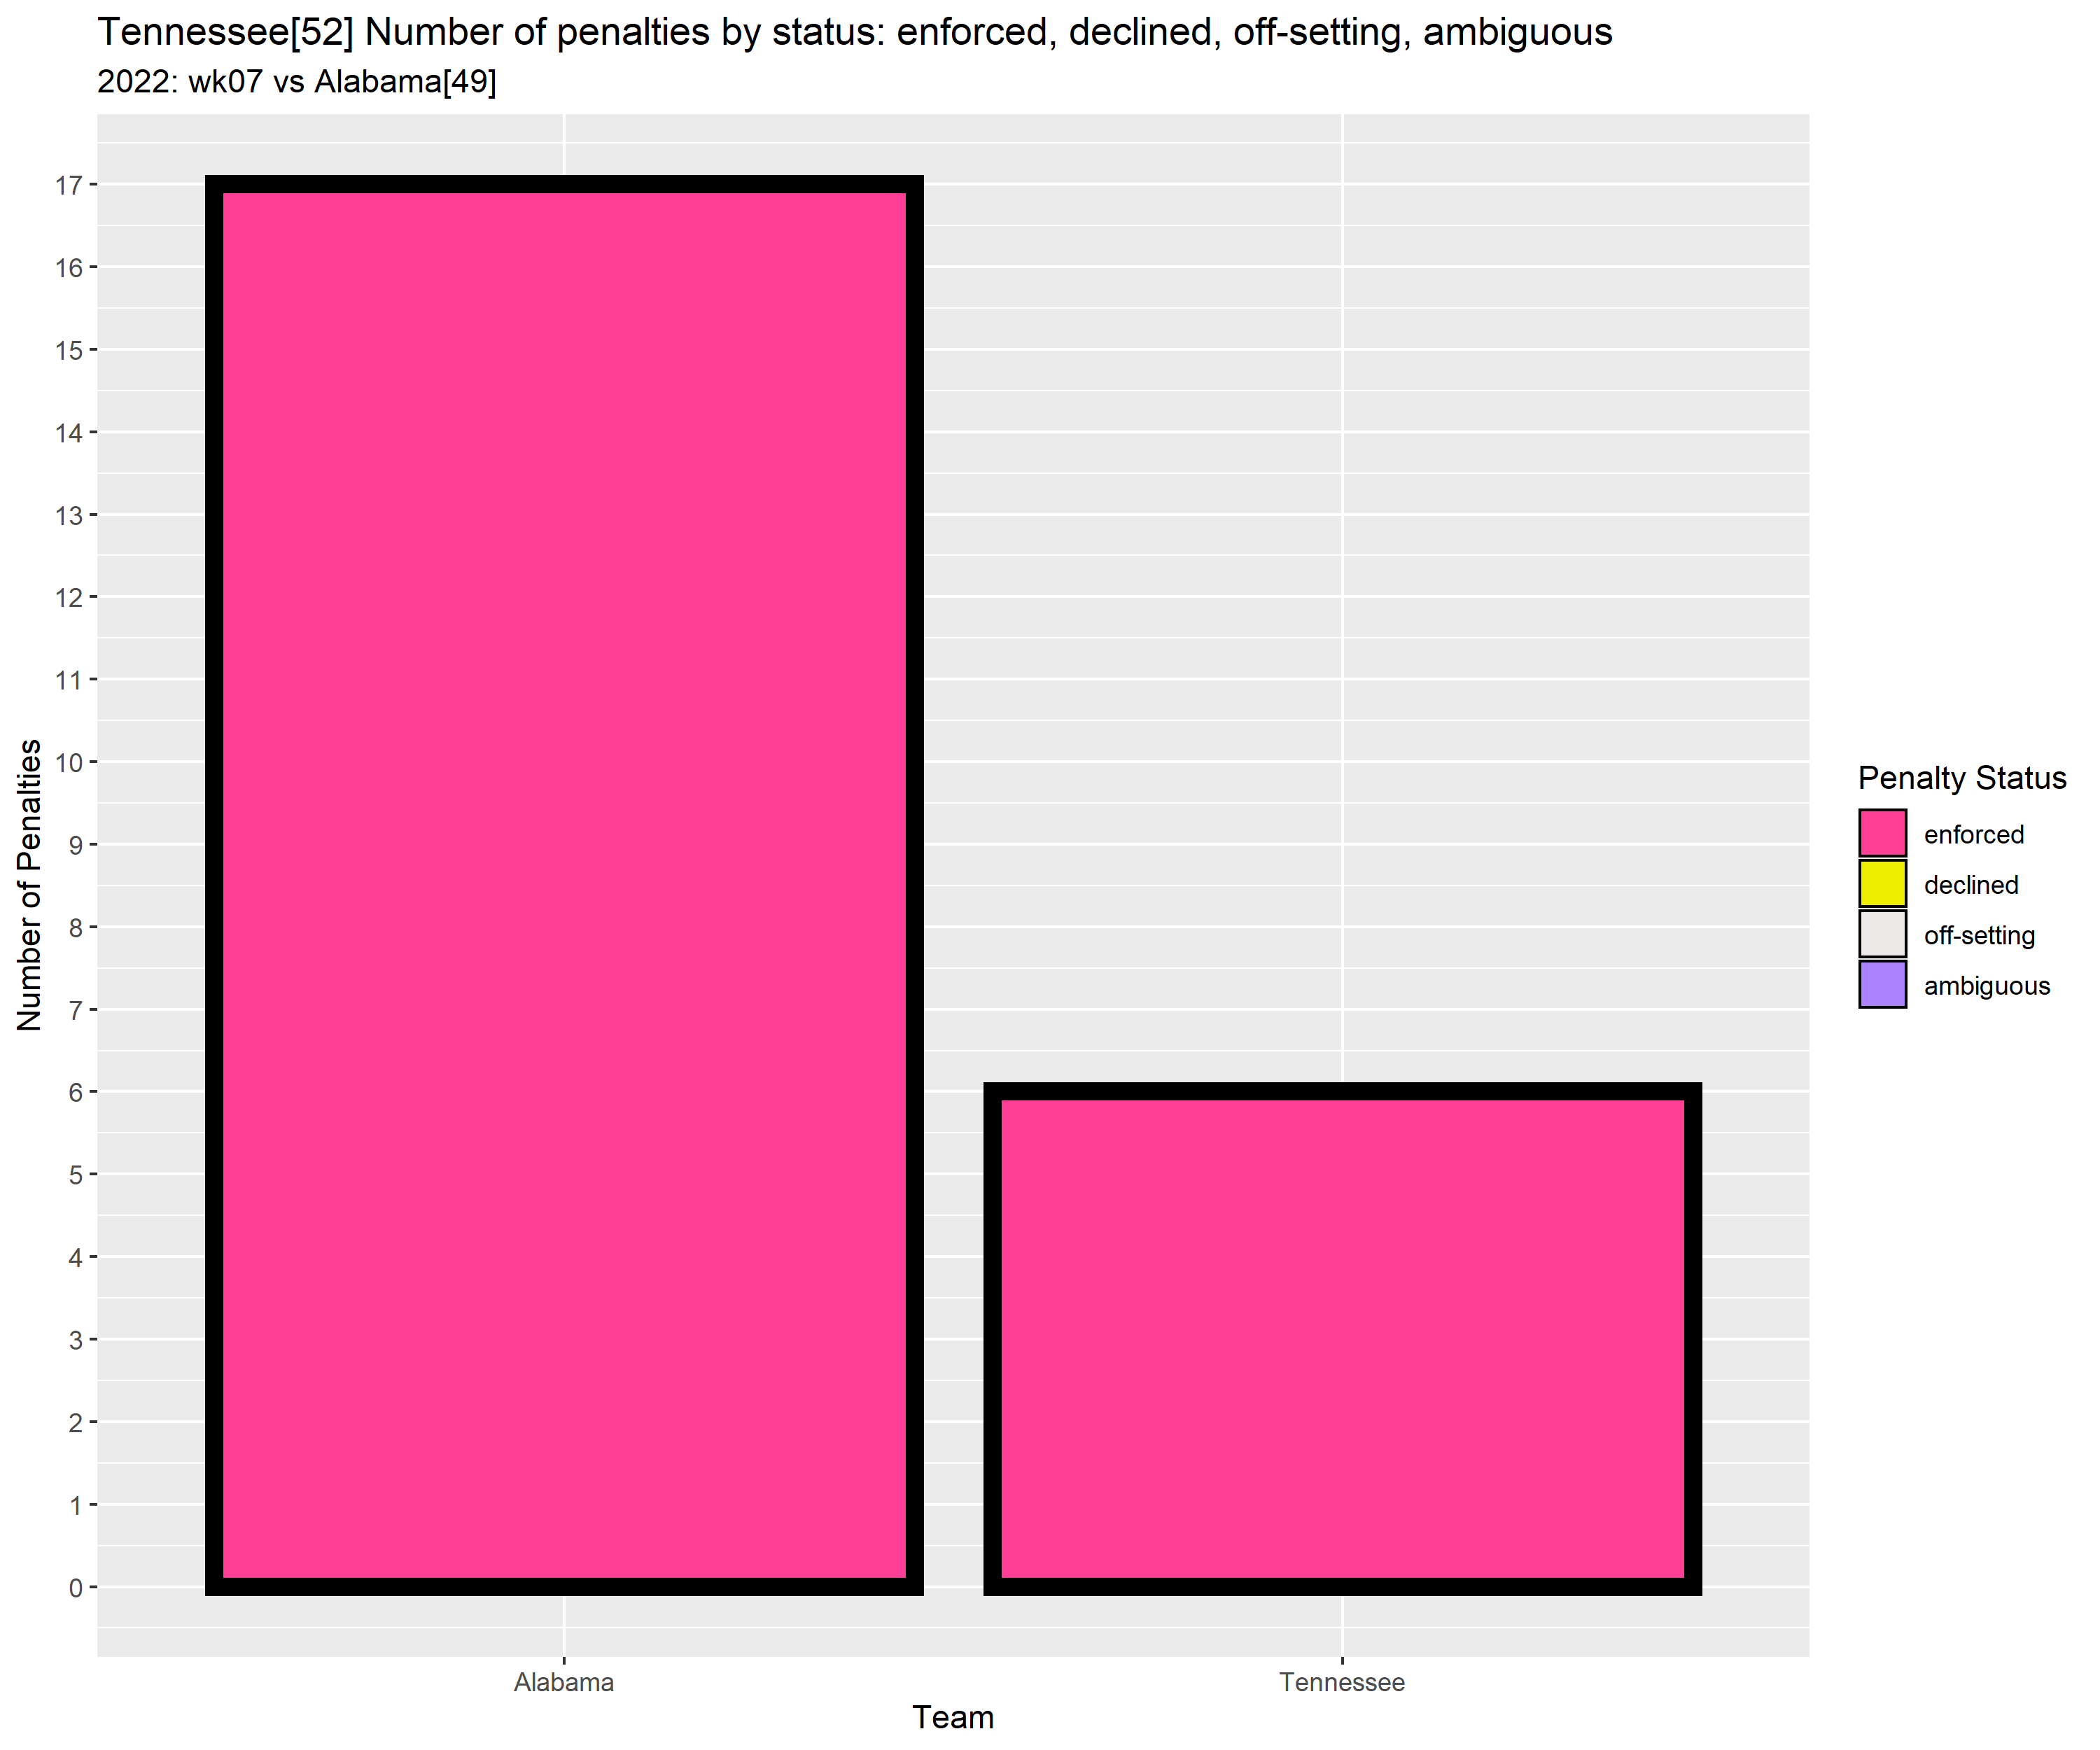 Tennessee[52] Number of penalties by status: enforced, declined, off-setting, ambiguous
2022: wk07 vs Alabama[49]
Number of Penalties
17
16
15
14
13
12
11
10
9
8
7
6
5
4
3
2
1
0
Alabama
Tennessee
Team
Penalty Status
enforced
declined
off-setting
ambiguous